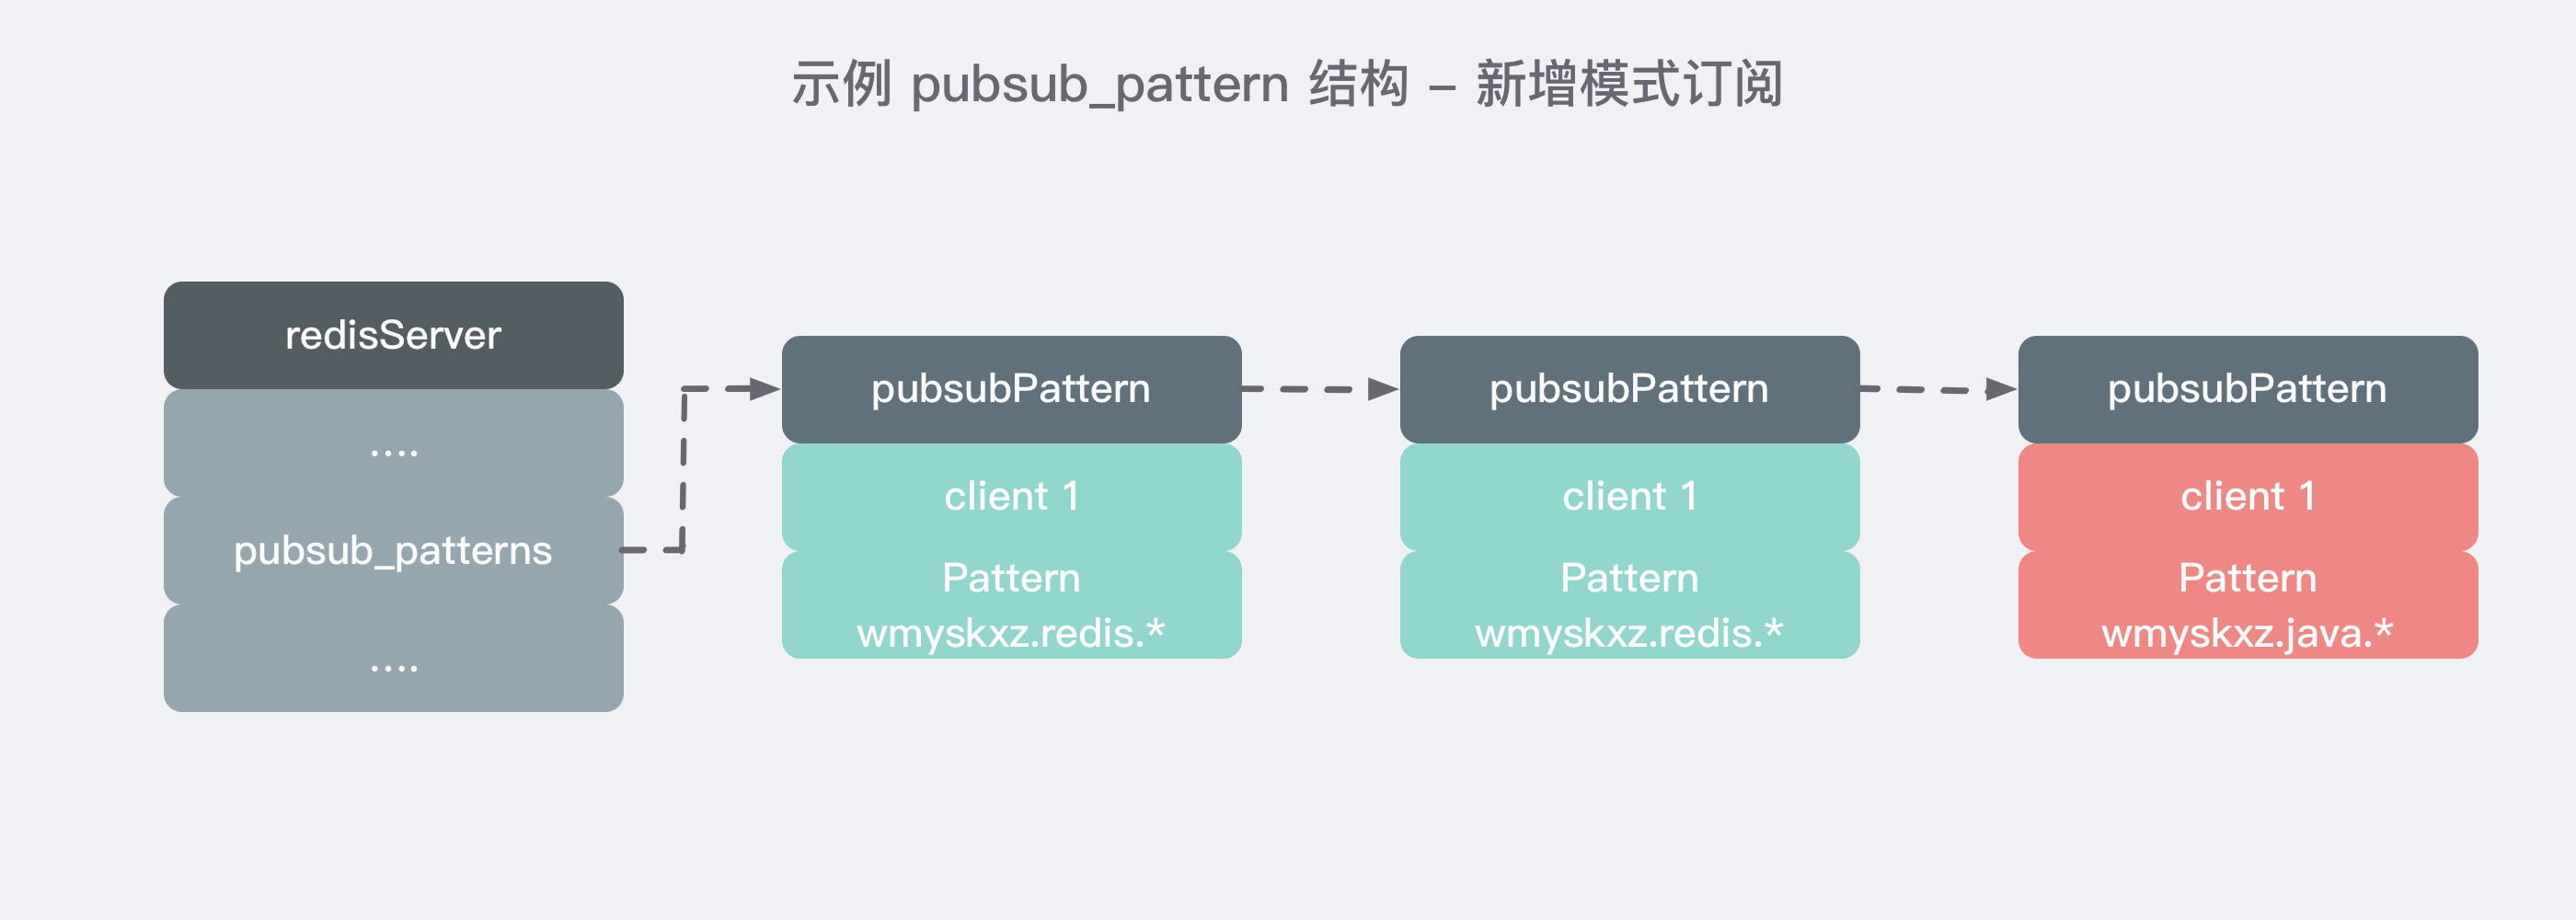 示例 pubsub_pattern 结构 – 新增模式订阅
redisServer
....
pubsub_patterns
....
pubsubPattern
client 1
Pattern
wmyskxz.redis.*
pubsubPattern
client 1
Pattern
wmyskxz.redis.*
pubsubPattern
client 1
Pattern
wmyskxz.java.*